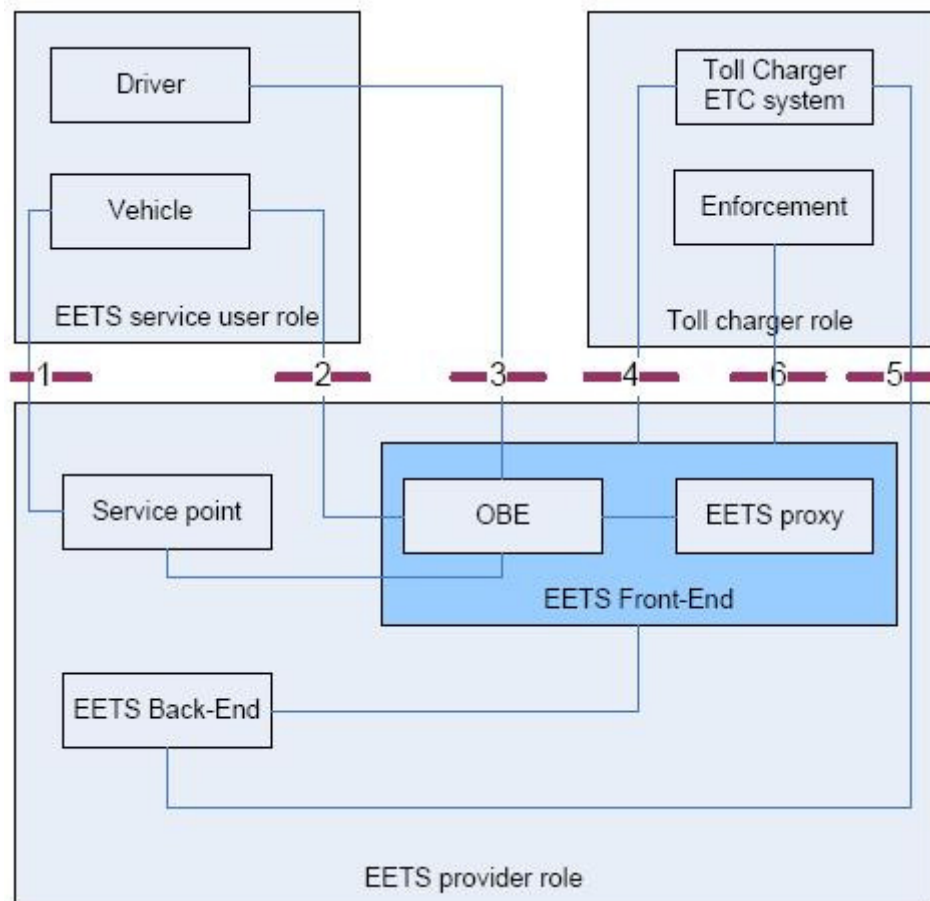 Driver
Toll Charger
ETC system
Vehicle
Enforcement
EETS service user role
Toll charger role
1
2
3
4
6
5
Service point
OBE
EETS proxy
EETS Front-End
EETS Back-End
EETS provider role